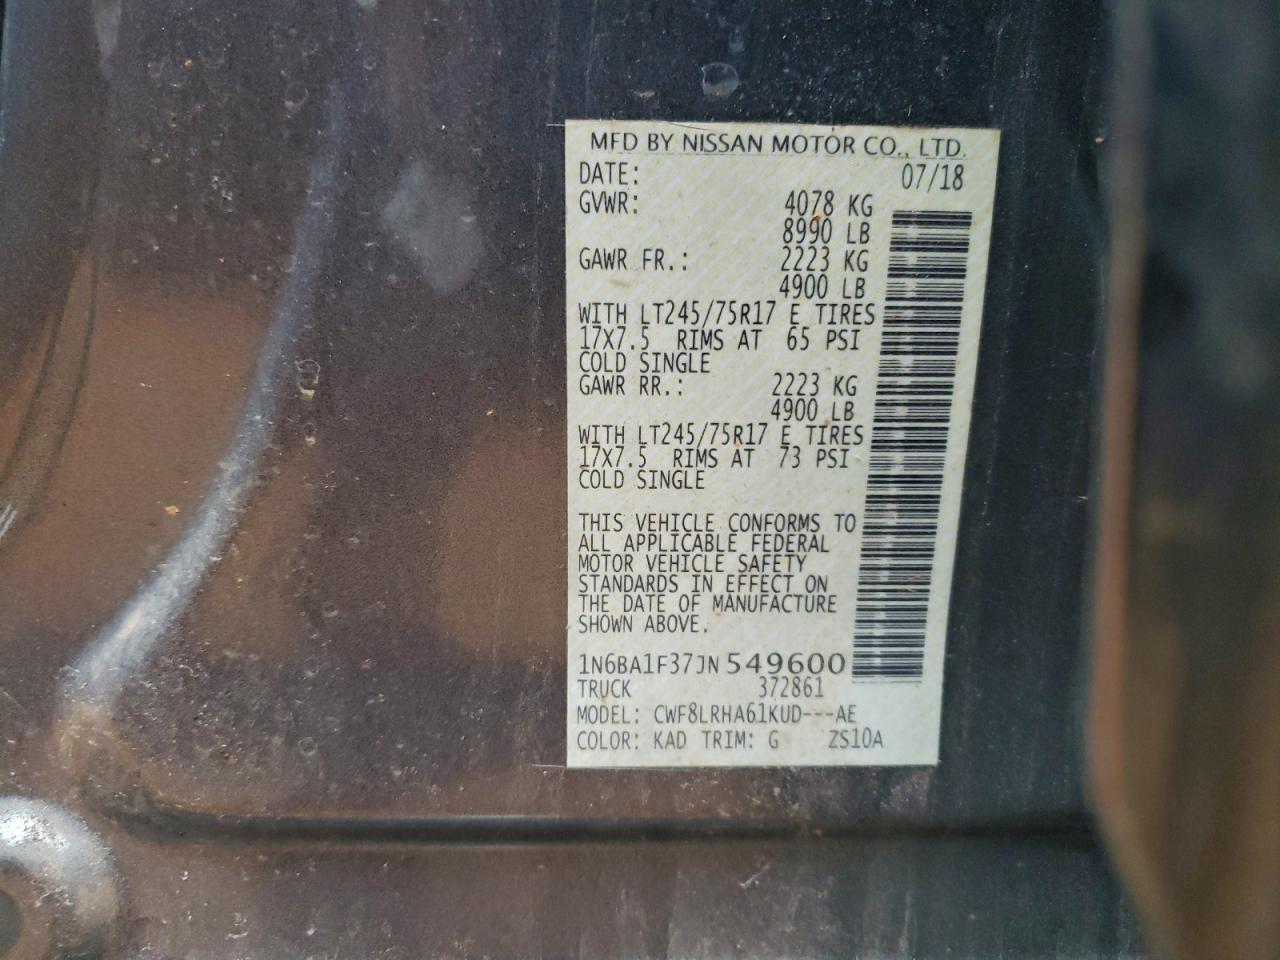 MFD BY NISSAN MOTOR CO., LTD.
DATE: 07/18
GVWR: 4078 KG
8990 LB
GAWR FR.: 2223 KG
4900 LB
WITH LT245/75R17 E TIRES
17X7.5 RIMS AT 65 PSI
COLD SINGLE
GAWR RR.: 2223 KG
4900 LB
WITH LT245/75R17 E TIRES
17X7.5 RIMS AT 73 PSI
COLD SINGLE
THIS VEHICLE CONFORMS TO
ALL APPLICABLE FEDERAL
MOTOR VEHICLE SAFETY
STANDARDS IN EFFECT ON
THE DATE OF MANUFACTURE
SHOWN ABOVE.
1N6BA1F37JN549600
TRUCK 372861
MODEL: CWF8LRHA61KUD---AE
COLOR: KAD TRIM: G ZS10A